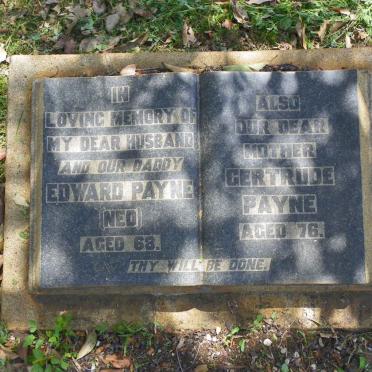 IN
LOVING MEMORY OF
MY DEAR HUSBAND
AND OUR DADDY
EDWARD PAYNE
(NED)
AGED 68.
ALSO
OUR DEAR
MOTHER
GERTRUDE
PAYNE
AGED 76.
THY WILL BE DONE.